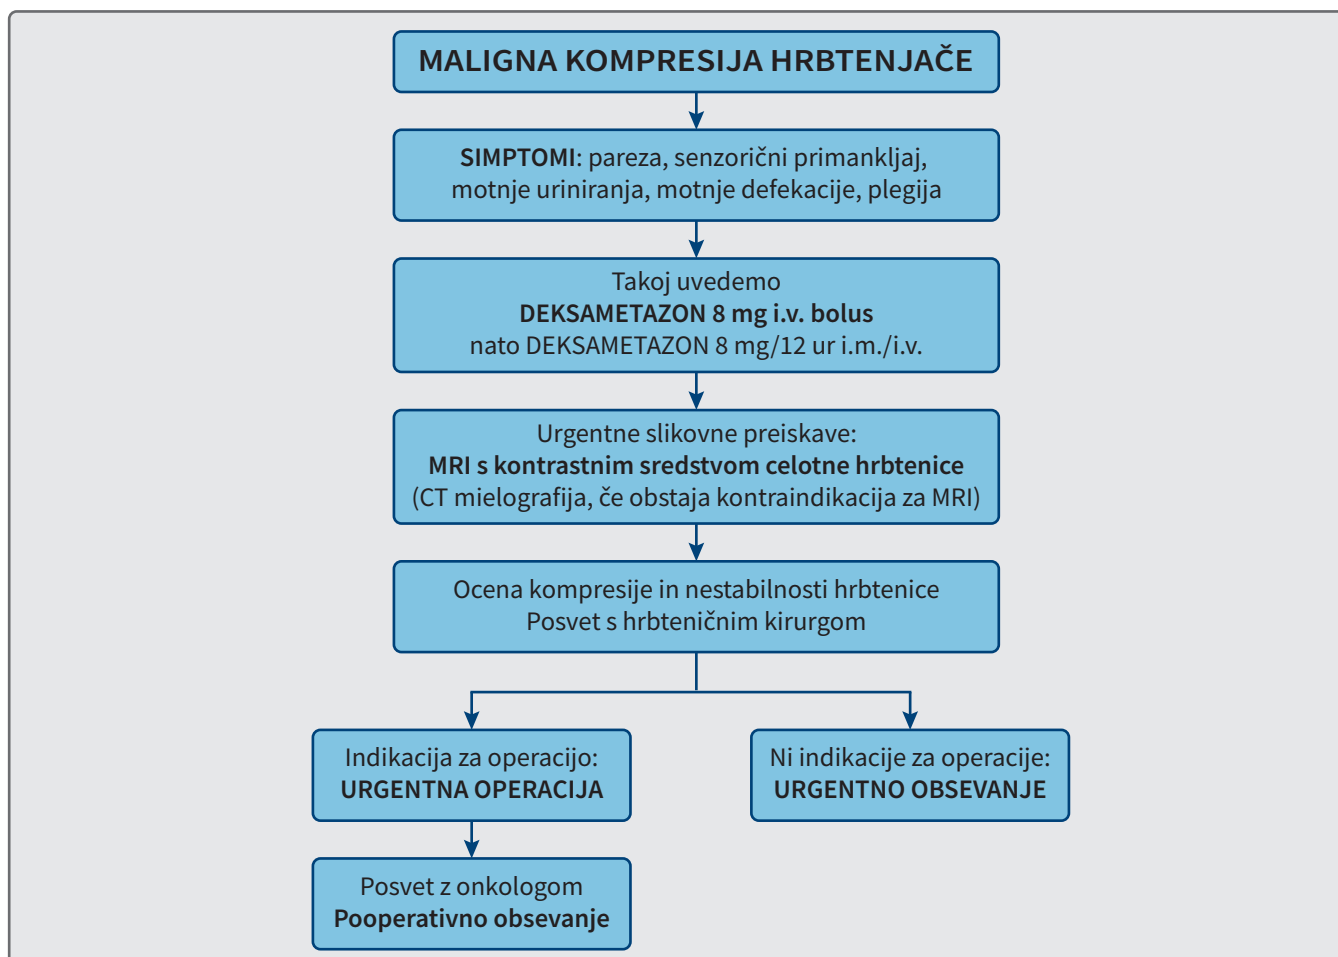 MALIGNA KOMPRESIJA HRBTENJAČE
SIMPTOMI: pareza, senzorični primankljaj,
motnje uriniranja, motnje defekacije, plegija
Takoj uvedemo
DEKSAMETAZON 8 mg i.v. bolus
nato DEKSAMETAZON 8 mg/12 ur i.m./i.v.
Urgentne slikovne preiskave:
MRI s kontrastnim sredstvom celotne hrbtenice
(CT mielografija, če obstaja kontraindikacija za MRI)
Ocena kompresije in nestabilnosti hrbtenice
Posvet s hrbteničnim kirurgom
Indikacija za operacijo:
URGENTNA OPERACIJA
Ni indikacije za operacije:
URGENTNO OBSEVANJE
Posvet z onkologom
Pooperativno obsevanje